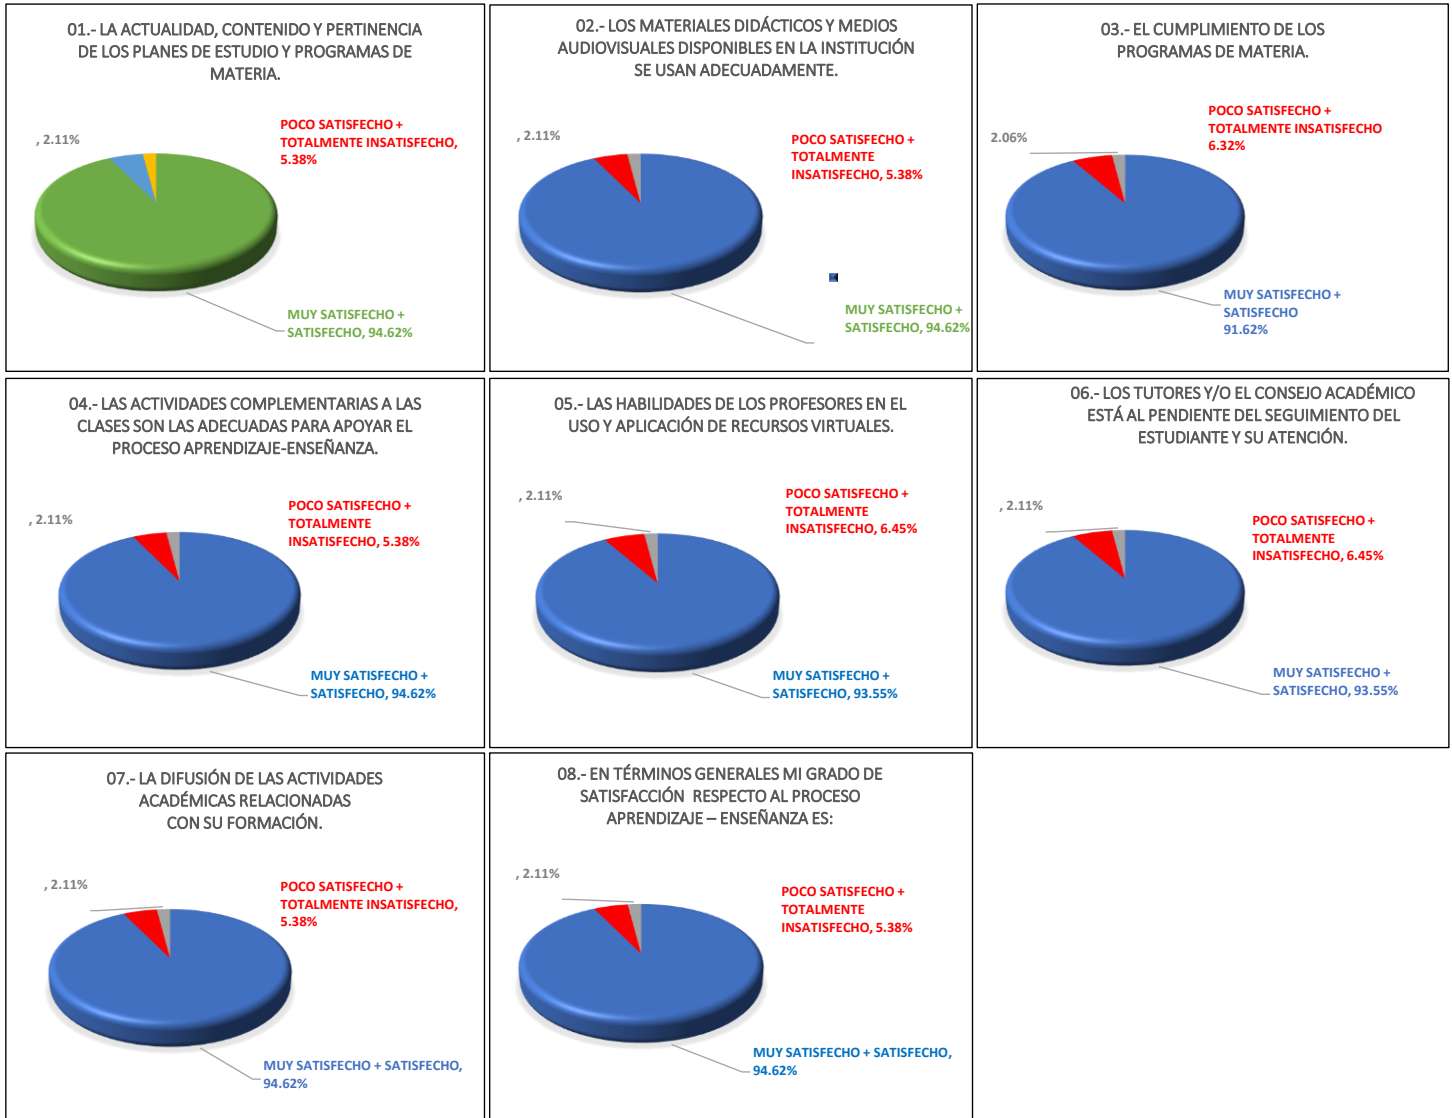 01.- LA ACTUALIDAD, CONTENIDO Y PERTINENCIA
DE LOS PLANES DE ESTUDIO Y PROGRAMAS DE
MATERIA.
, 2.11%
POCO SATISFECHO +
TOTALMENTE INSATISFECHO,
5.38%
MUY SATISFECHO +
SATISFECHO, 94.62%
02.- LOS MATERIALES DIDÁCTICOS Y MEDIOS
AUDIOVISUALES DISPONIBLES EN LA INSTITUCIÓN
SE USAN ADECUADAMENTE.
, 2.11%
POCO SATISFECHO +
TOTALMENTE
INSATISFECHO, 5.38%
MUY SATISFECHO +
SATISFECHO, 94.62%
03.- EL CUMPLIMIENTO DE LOS
PROGRAMAS DE MATERIA.
2.06%
POCO SATISFECHO +
TOTALMENTE INSATISFECHO
6.32%
MUY SATISFECHO +
SATISFECHO
91.62%
04.- LAS ACTIVIDADES COMPLEMENTARIAS A LAS
CLASES SON LAS ADECUADAS PARA APOYAR EL
PROCESO APRENDIZAJE-ENSEÑANZA.
, 2.11%
POCO SATISFECHO +
TOTALMENTE
INSATISFECHO, 5.38%
MUY SATISFECHO +
SATISFECHO, 94.62%
05.- LAS HABILIDADES DE LOS PROFESORES EN EL
USO Y APLICACIÓN DE RECURSOS VIRTUALES.
, 2.11%
POCO SATISFECHO +
TOTALMENTE
INSATISFECHO, 6.45%
MUY SATISFECHO +
SATISFECHO, 93.55%
06.- LOS TUTORES Y/O EL CONSEJO ACADÉMICO
ESTÁ AL PENDIENTE DEL SEGUIMIENTO DEL
ESTUDIANTE Y SU ATENCIÓN.
, 2.11%
POCO SATISFECHO +
TOTALMENTE
INSATISFECHO, 6.45%
MUY SATISFECHO +
SATISFECHO, 93.55%
07.- LA DIFUSIÓN DE LAS ACTIVIDADES
ACADÉMICAS RELACIONADAS
CON SU FORMACIÓN.
, 2.11%
POCO SATISFECHO +
TOTALMENTE INSATISFECHO,
5.38%
MUY SATISFECHO + SATISFECHO,
94.62%
08.- EN TÉRMINOS GENERALES MI GRADO DE
SATISFACCIÓN RESPECTO AL PROCESO
APRENDIZAJE – ENSEÑANZA ES:
, 2.11%
POCO SATISFECHO +
TOTALMENTE
INSATISFECHO, 5.38%
MUY SATISFECHO + SATISFECHO,
94.62%